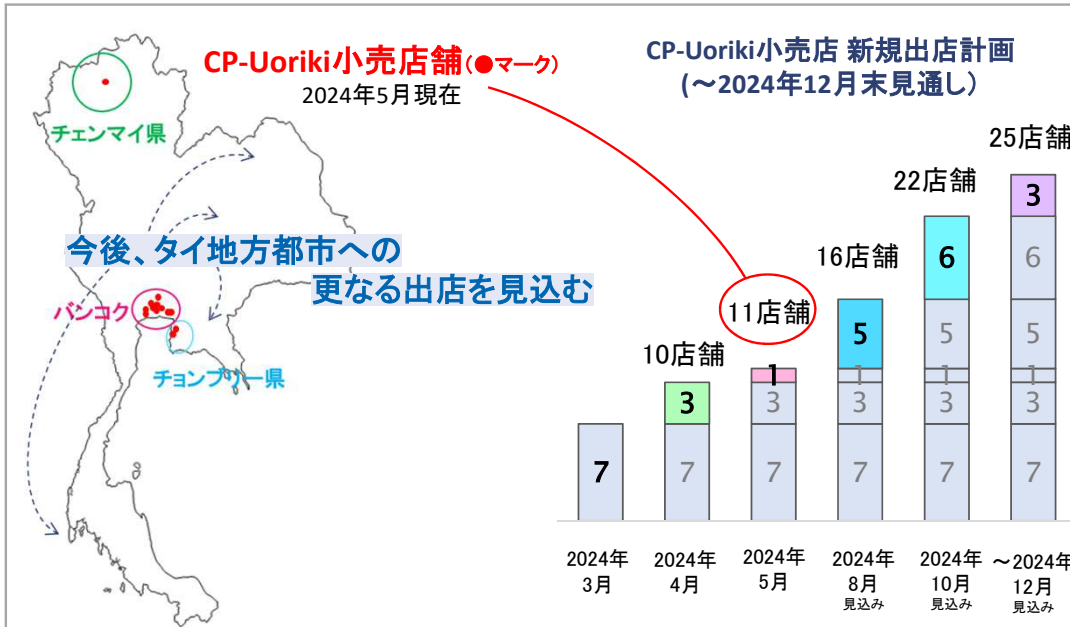 CP-Uoriki小売店舗(●マーク)
2024年5月現在
チェンマイ県
今後、タイ地方都市への
更なる出店を見込む
バンコク
チョンブリー県
CP-Uoriki小売店 新規出店計画
(～2024年12月末見通し)
25店舗
22店舗
16店舗
11店舗
10店舗
7
3
7
1
3
7
5
1
3
7
6
5
1
3
7
3
6
5
1
3
7
2024年
3月
2024年
4月
2024年
5月
2024年
8月
見込み
2024年
10月
見込み
～2024年
12月
見込み